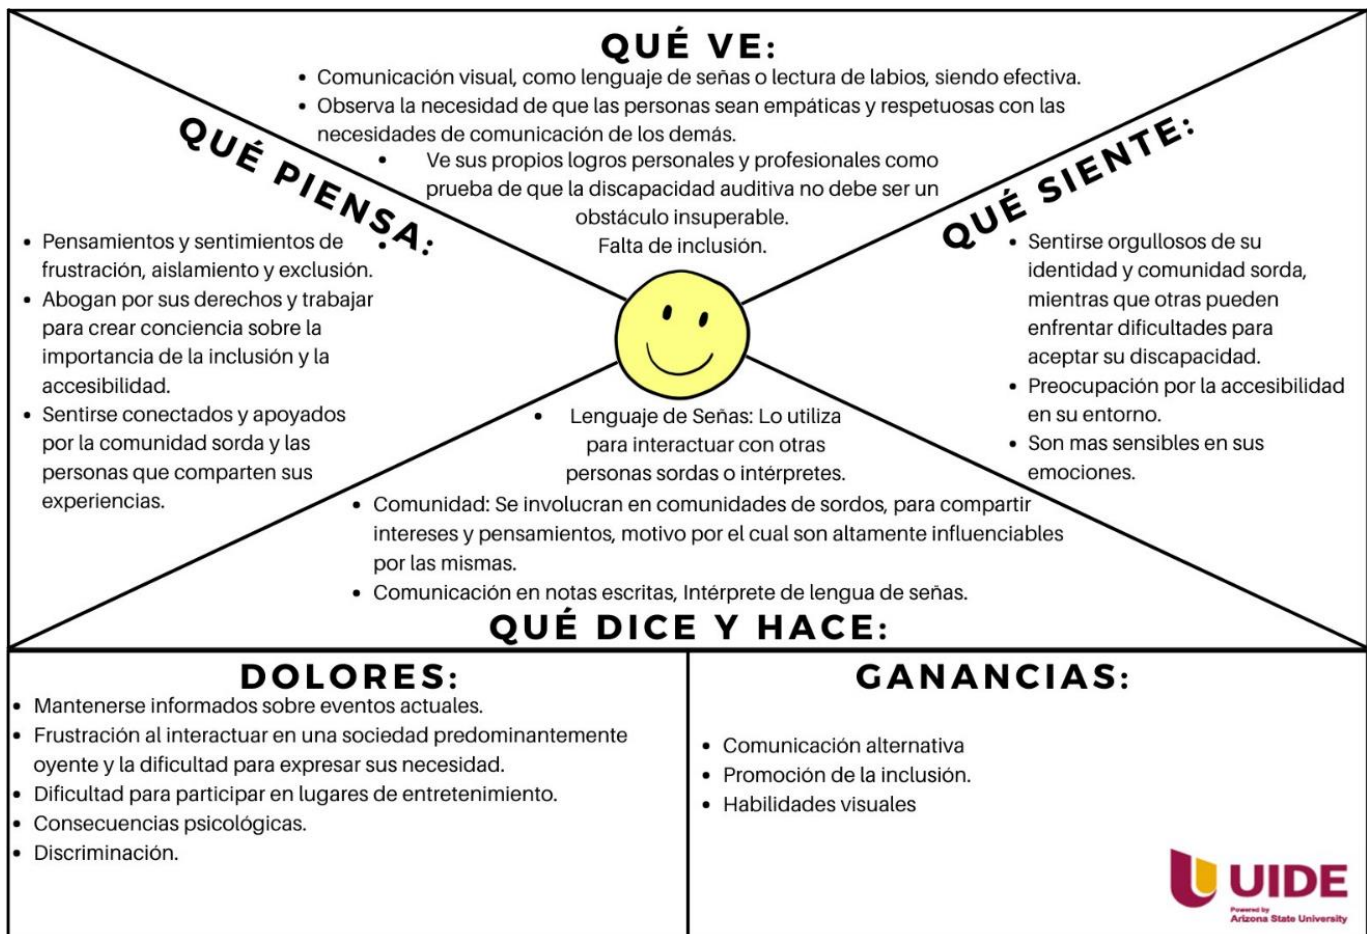 QUÉ VE:
• Comunicación visual, como lenguaje de señas o lectura de labios, siendo efectiva.
• Observa la necesidad de que las personas sean empáticas y respetuosas con las
necesidades de comunicación de los demás.
• Ve sus propios logros personales y profesionales como
prueba de que la discapacidad auditiva no debe ser un
obstáculo insuperable.
• Falta de inclusión.
QUÉ PIENSA:
• Pensamientos y sentimientos de
frustración, aislamiento y exclusión.
• Abogan por sus derechos y trabajar
para crear conciencia sobre la
importancia de la inclusión y la
accesibilidad.
• Sentirse conectados y apoyados
por la comunidad sorda y las
personas que comparten sus
experiencias.
QUÉ SIENTE:
• Sentirse orgullosos de su
identidad y comunidad sorda,
mientras que otras pueden
enfrentar dificultades para
aceptar su discapacidad.
• Preocupación por la accesibilidad
en su entorno.
• Son mas sensibles en sus
emociones.
• Lenguaje de Señas: Lo utiliza
para interactuar con otras
personas sordas o intérpretes.
• Comunidad: Se involucran en comunidades de sordos, para compartir
intereses y pensamientos, motivo por el cual son altamente influenciables
por las mismas.
• Comunicación en notas escritas, Intérprete de lengua de señas.
QUÉ DICE Y HACE:
DOLORES:
• Mantenerse informados sobre eventos actuales.
• Frustración al interactuar en una sociedad predominantemente
oyente y la dificultad para expresar sus necesidad.
• Dificultad para participar en lugares de entretenimiento.
• Consecuencias psicológicas.
• Discriminación.
GANANCIAS:
• Comunicación alternativa
• Promoción de la inclusión.
• Habilidades visuales
UIDE
Powered by
Arizona State University